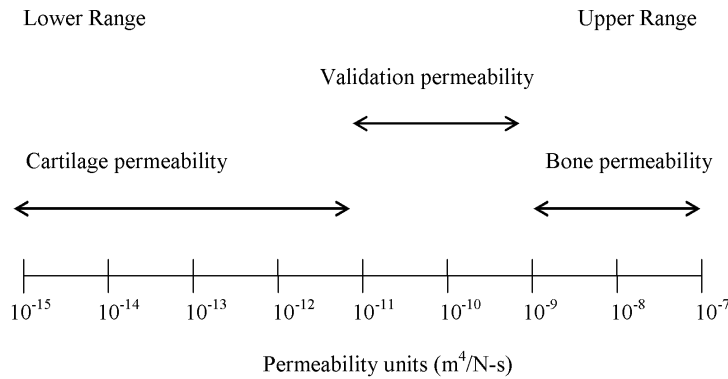 Lower Range Upper Range
Validation permeability
Cartilage permeability Bone permeability
10⁻¹⁵ 10⁻¹⁴ 10⁻¹³ 10⁻¹² 10⁻¹¹ 10⁻¹⁰ 10⁻⁹ 10⁻⁸ 10⁻⁷
Permeability units (m⁴/N-s)